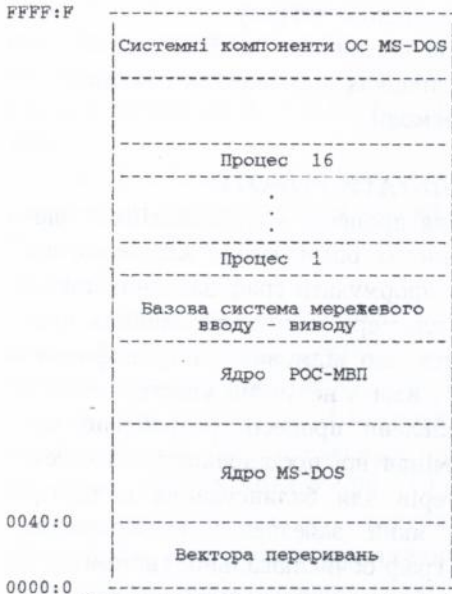 FFFF:F
Системні компоненти ОС MS-DOS
Процес 16
.
.
.
Процес 1
Базова система мережевого
вводу - виводу
Ядро РОС-МВП
Ядро MS-DOS
0040:0
Вектора переривань
0000:0